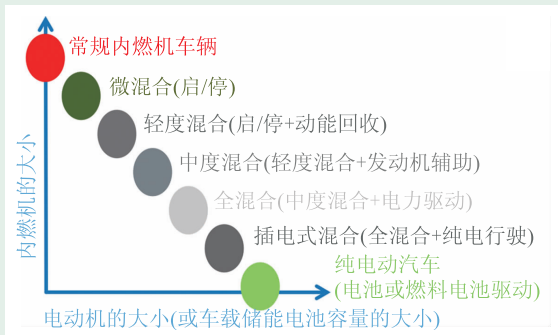 常规内燃机车辆
微混合(启/停)
轻度混合(启/停+动能回收)
中度混合(轻度混合+发动机辅助)
全混合(中度混合+电力驱动)
插电式混合(全混合+纯电行驶)
纯电动汽车
(电池或燃料电池驱动)
内燃机的大小
电动机的大小(或车载储能电池容量的大小)